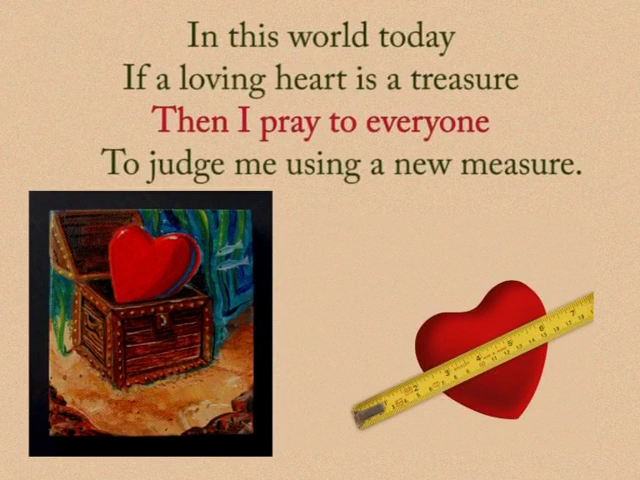 In this world today
If a loving heart is a treasure
Then I pray to everyone
To judge me using a new measure.